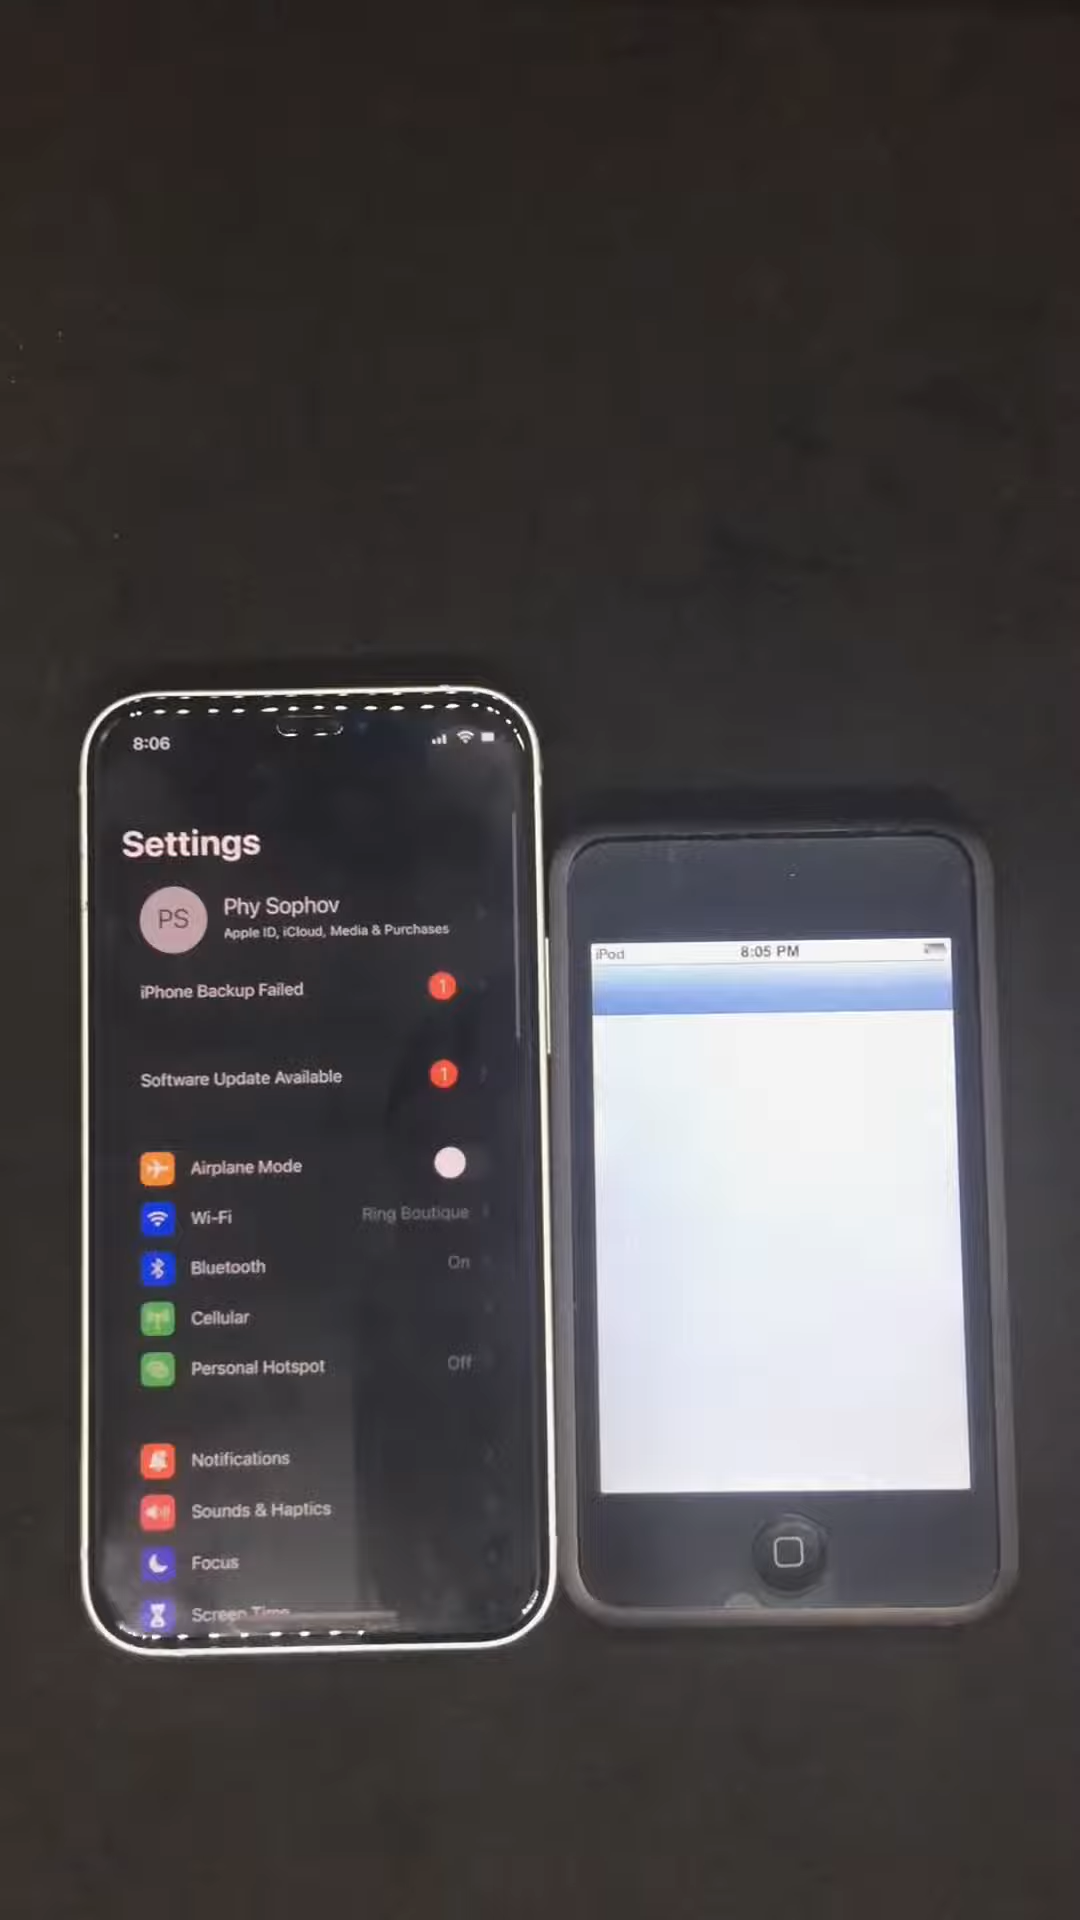 8:06
Settings
PS
Phy Sophov
Apple ID, iCloud, Media & Purchases
iPhone Backup Failed
1
Software Update Available
1
Airplane Mode
Wi-Fi
Ring Boutique
Bluetooth
On
Cellular
Personal Hotspot
Off
Notifications
Sounds & Haptics
Focus
Screen Time
iPod
8:05 PM